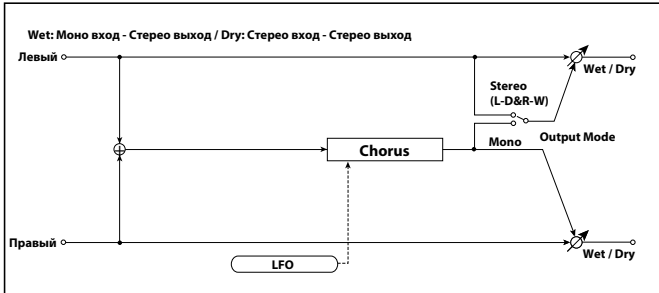 Wet: Моно вход - Стерео выход / Dry: Стерео вход - Стерео выход
Левый
Wet / Dry
Stereo
(L-D&R-W)
Output Mode
Chorus
Mono
Правый
Wet / Dry
LFO